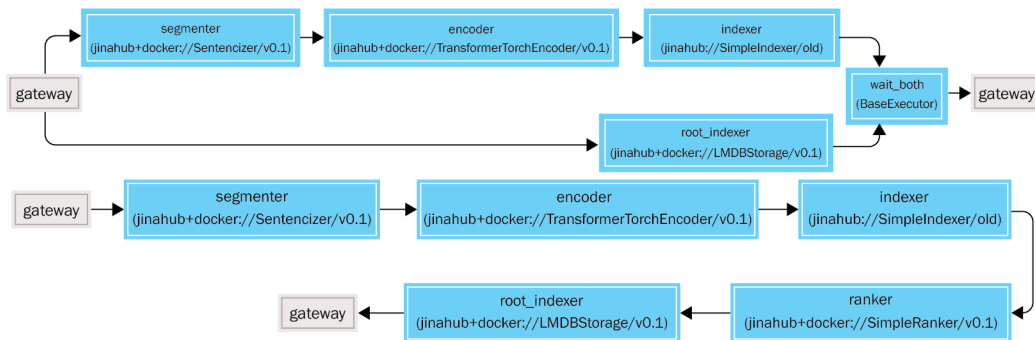 segmenter
(jinahub+docker://Sentencizer/v0.1)
encoder
(jinahub+docker://TransformerTorchEncoder/v0.1)
indexer
(jinahub://SimpleIndexer/old)
gateway
wait_both
(BaseExecutor)
gateway
root_indexer
(jinahub+docker://LMDBStorage/v0.1)
gateway
segmenter
(jinahub+docker://Sentencizer/v0.1)
encoder
(jinahub+docker://TransformerTorchEncoder/v0.1)
indexer
(jinahub://SimpleIndexer/old)
gateway
root_indexer
(jinahub+docker://LMDBStorage/v0.1)
ranker
(jinahub+docker://SimpleRanker/v0.1)